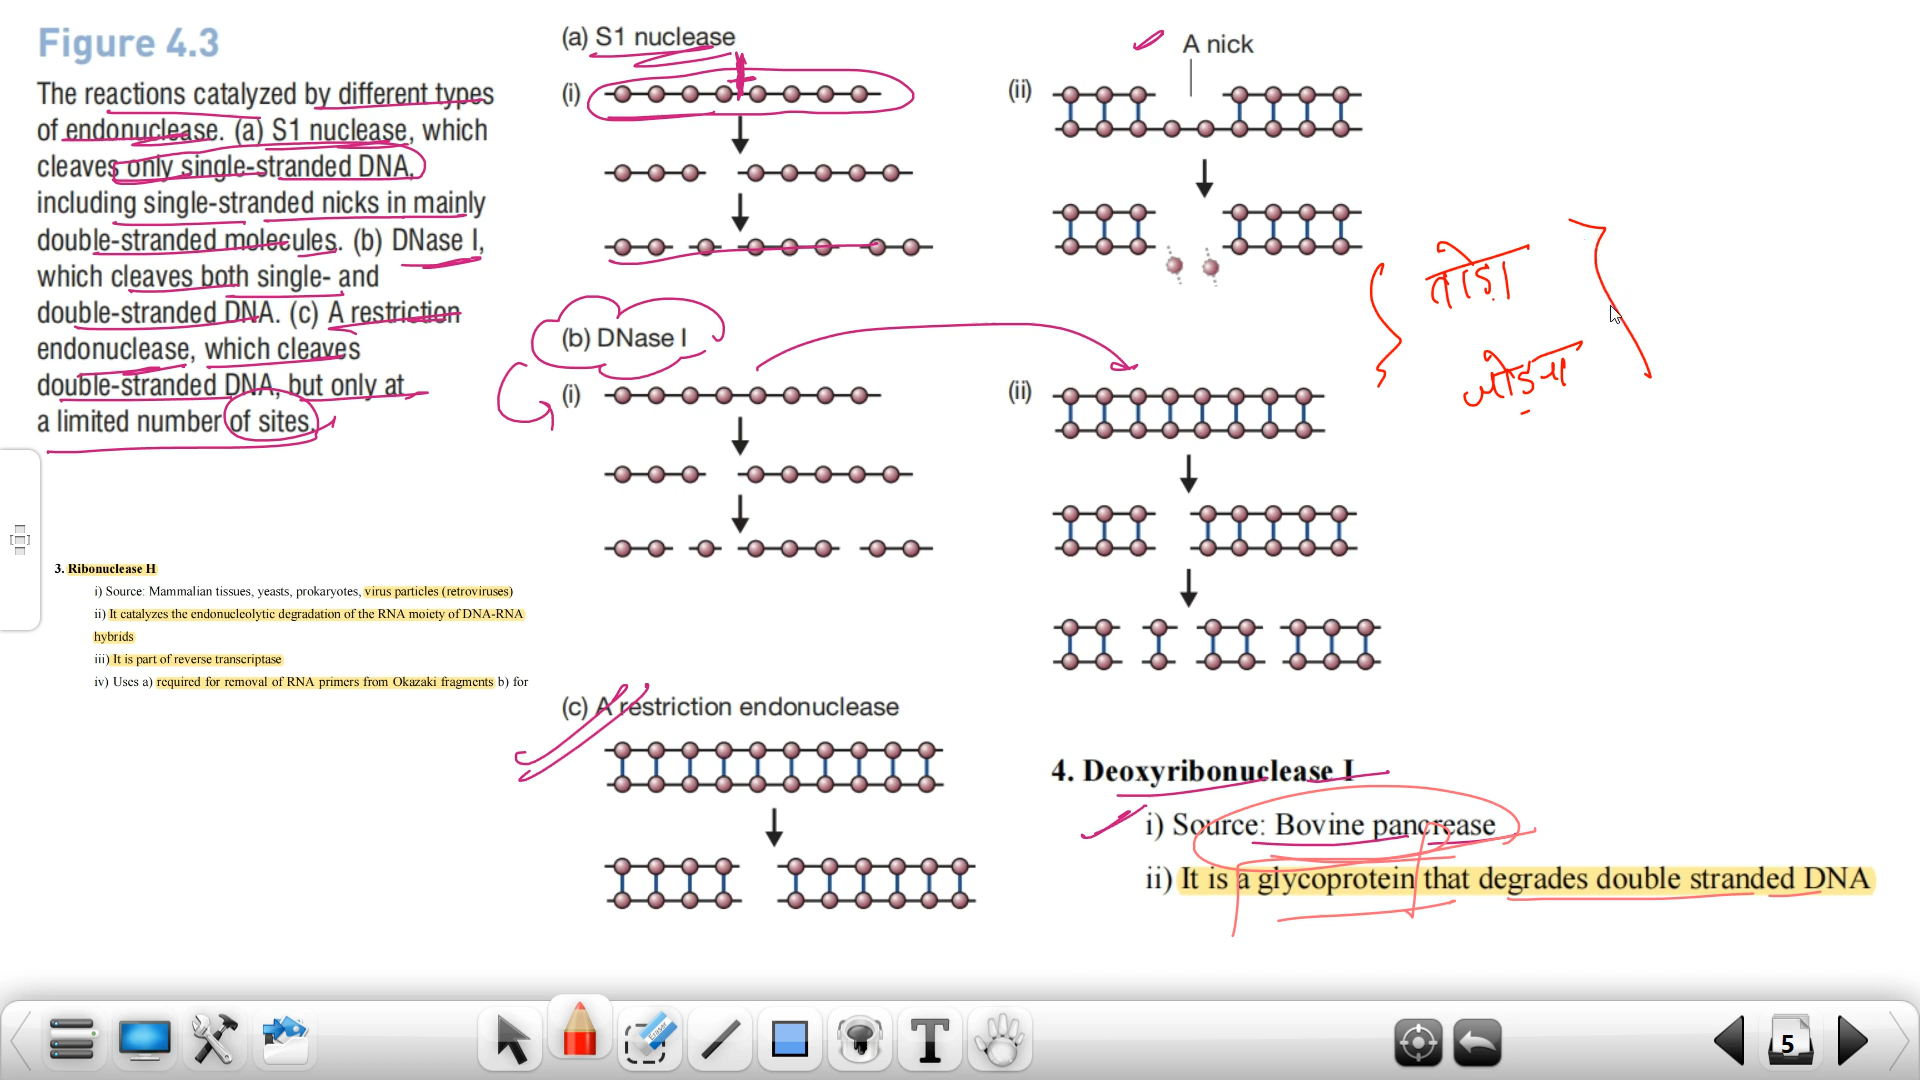 Figure 4.3
The reactions catalyzed by different types
of endonuclease. (a) S1 nuclease, which
cleaves only single-stranded DNA,
including single-stranded nicks in mainly
double-stranded molecules. (b) DNase I,
which cleaves both single- and
double-stranded DNA. (c) A restriction
endonuclease, which cleaves
double-stranded DNA, but only at
a limited number of sites.
3. Ribonuclease H
i) Source: Mammalian tissues, yeasts, prokaryotes, virus particles (retroviruses)
ii) It catalyzes the endonucleolytic degradation of the RNA moiety of DNA-RNA
hybrids
iii) It is part of reverse transcriptase
iv) Uses a) required for removal of RNA primers from Okazaki fragments b) for
(a) S1 nuclease
(i)
(ii)
A nick
(b) DNase I
(i)
(ii)
(c) A restriction endonuclease
4. Deoxyribonuclease I
i) Source: Bovine pancrease
ii) It is a glycoprotein that degrades double stranded DNA
Eraser
T
5